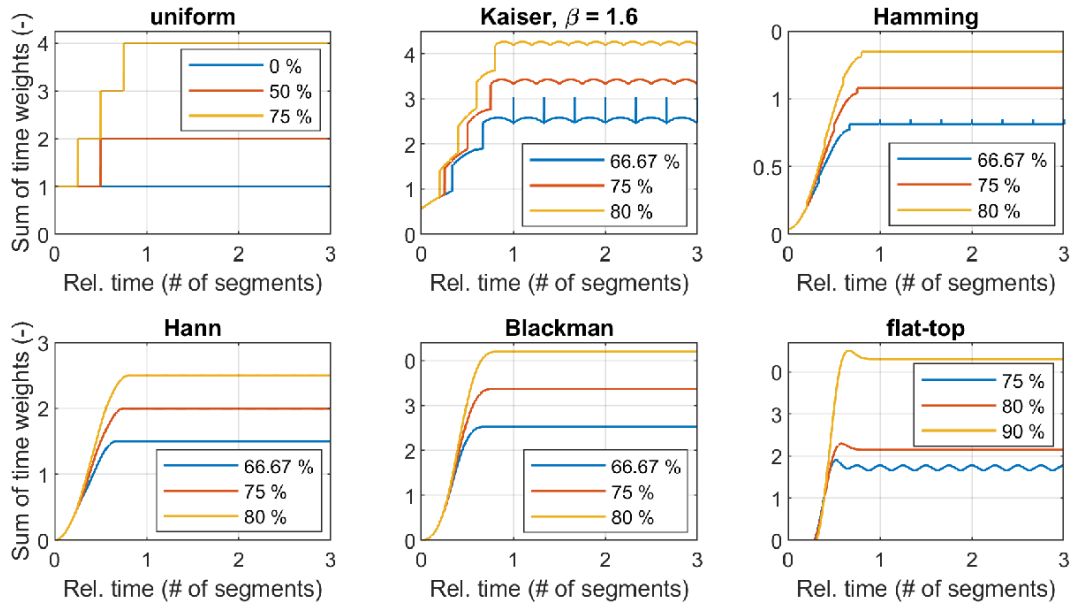 uniform
Sum of time weights (-)
4
3
2
1
0
0 %
50 %
75 %
0 1 2 3
Rel. time (# of segments)
Kaiser, β = 1.6
4
3
2
1
0
66.67 %
75 %
80 %
0 1 2 3
Rel. time (# of segments)
Hamming
0
1
0.5
0
66.67 %
75 %
80 %
0 1 2 3
Rel. time (# of segments)
Hann
Sum of time weights (-)
3
2
1
0
66.67 %
75 %
80 %
0 1 2 3
Rel. time (# of segments)
Blackman
0
3
2
1
0
66.67 %
75 %
80 %
0 1 2 3
Rel. time (# of segments)
flat-top
0
3
2
1
0
75 %
80 %
90 %
0 1 2 3
Rel. time (# of segments)